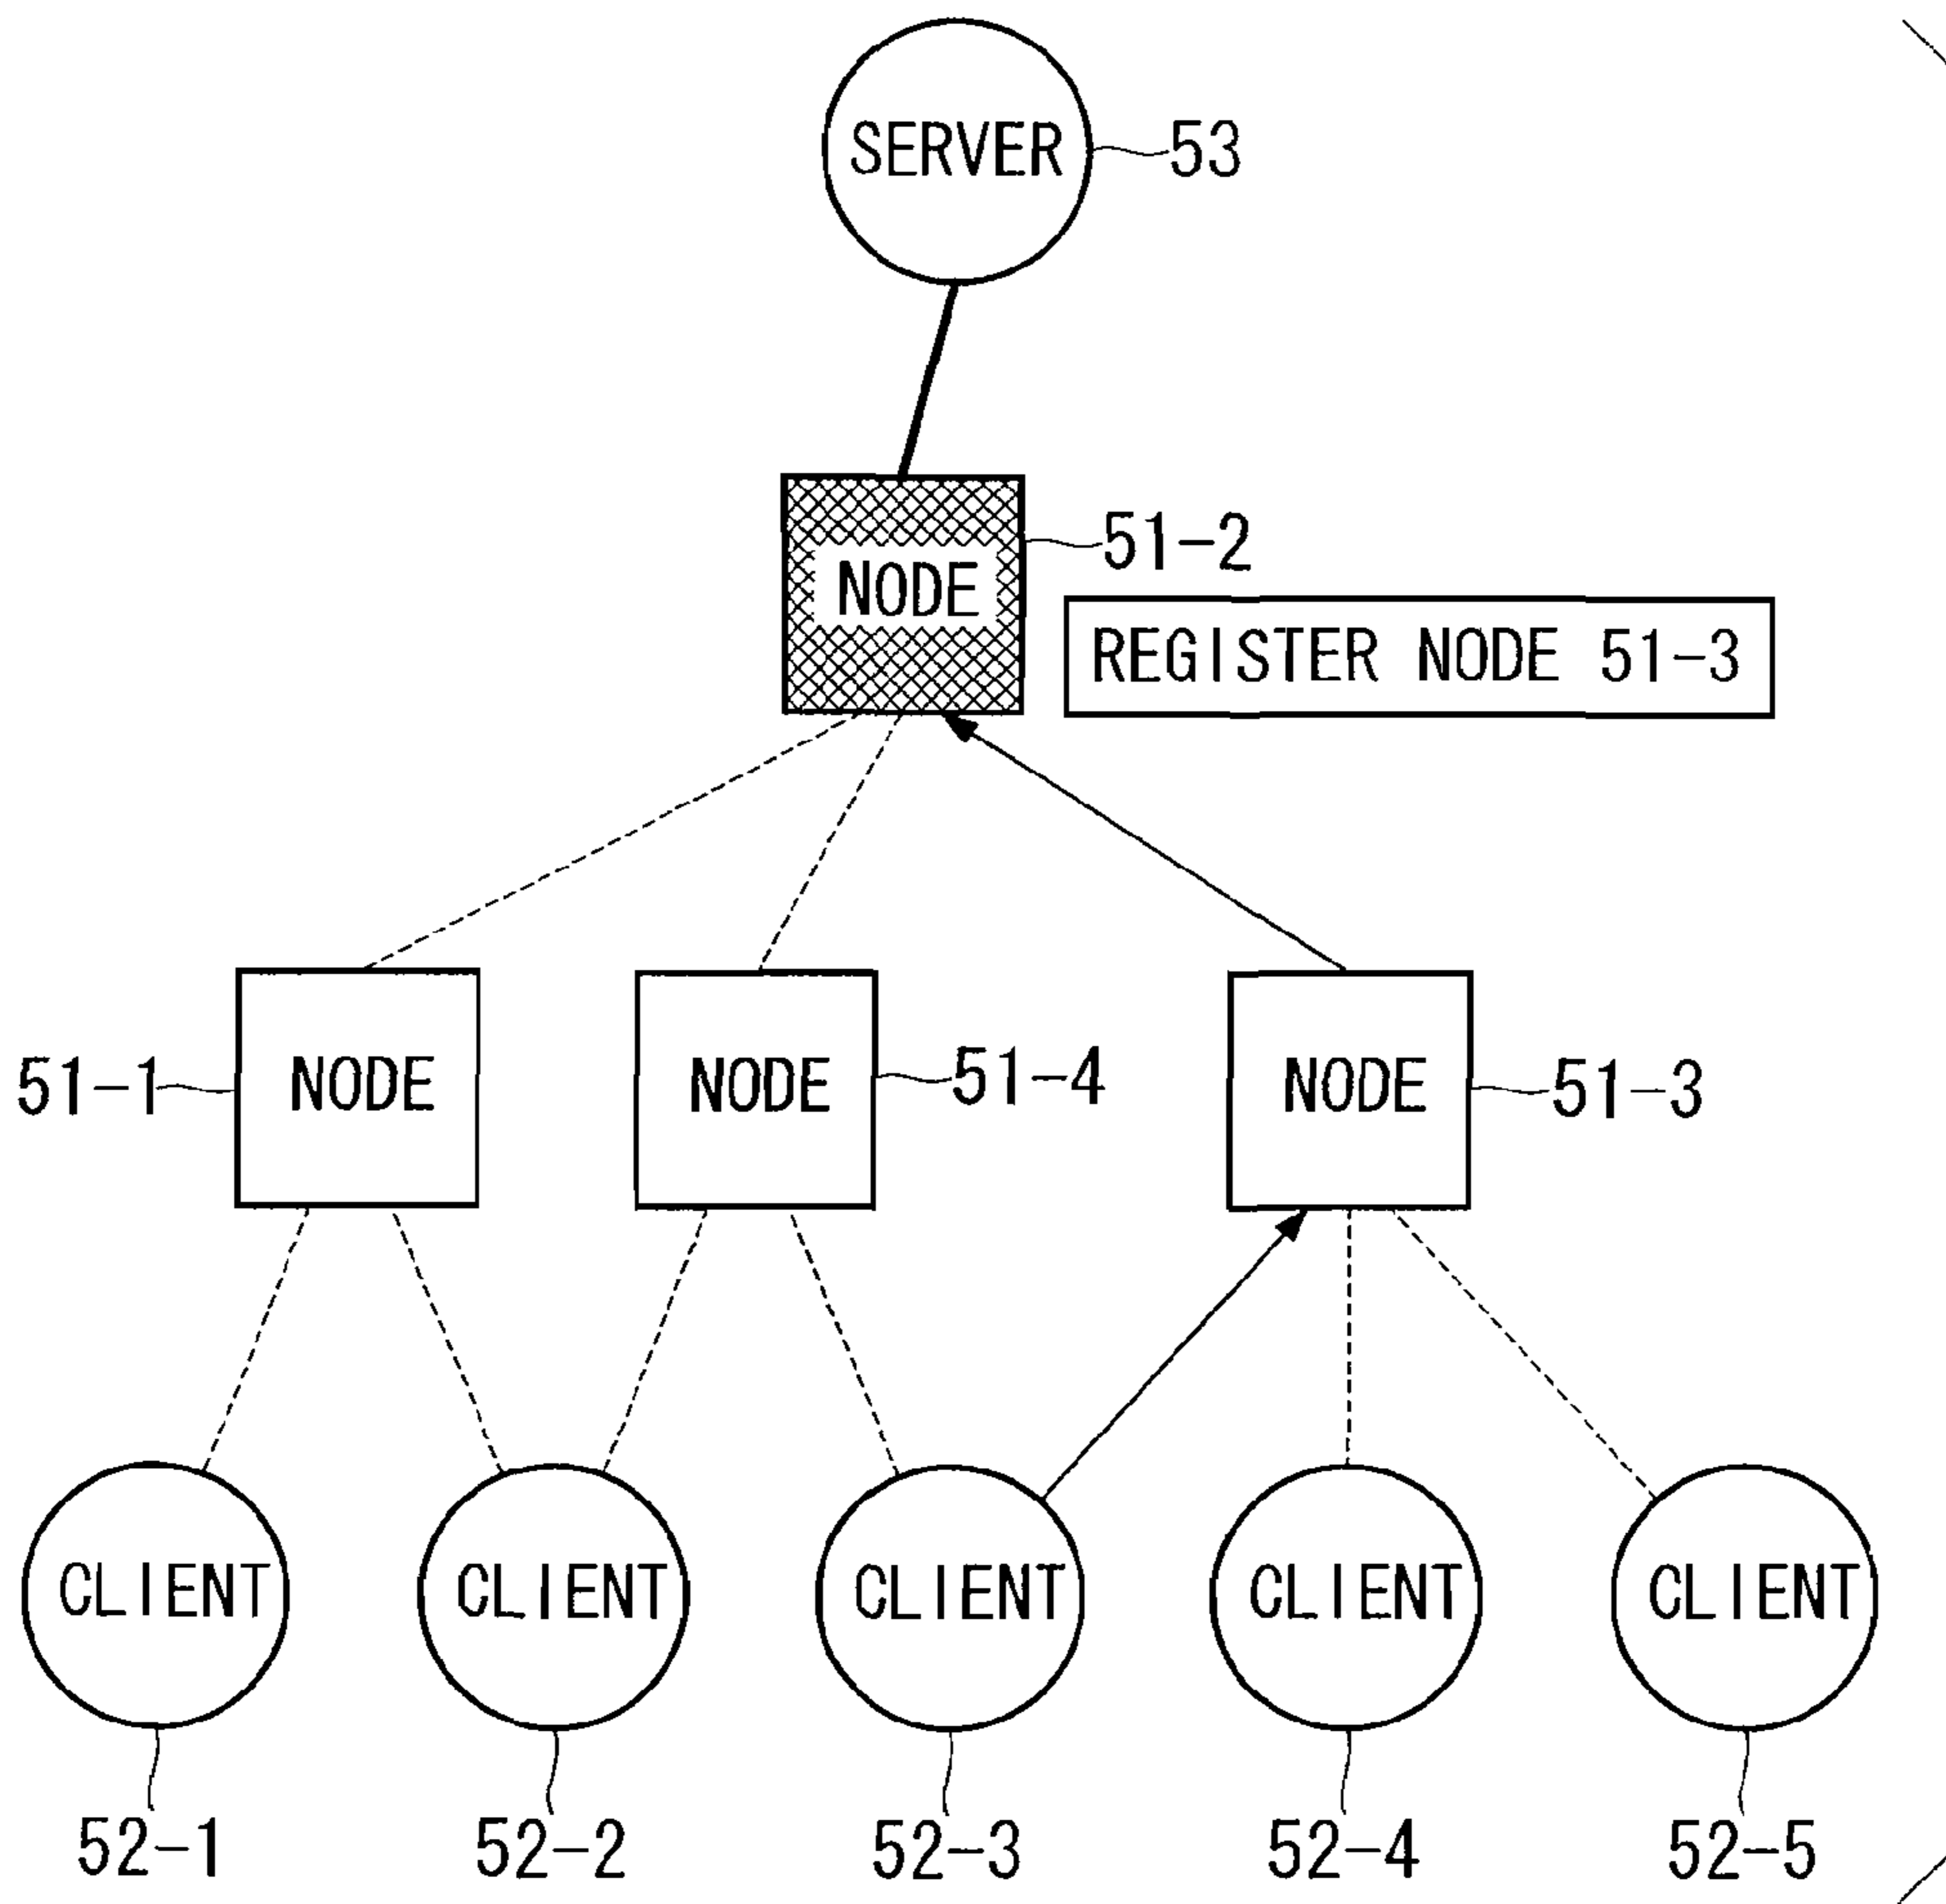 SERVER 53
51-2
NODE
REGISTER NODE 51-3
51-1 NODE NODE 51-4 NODE 51-3
CLIENT CLIENT CLIENT CLIENT CLIENT
52-1 52-2 52-3 52-4 52-5